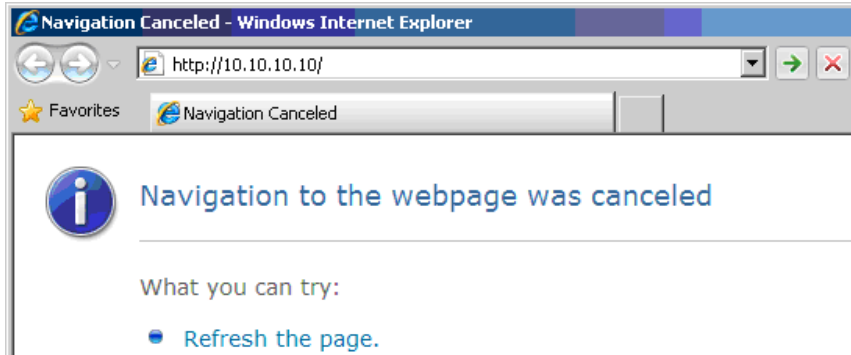 Navigation Canceled - Windows Internet Explorer
http://10.10.10.10/
Favorites
Navigation Canceled
Navigation to the webpage was canceled
What you can try:
Refresh the page.